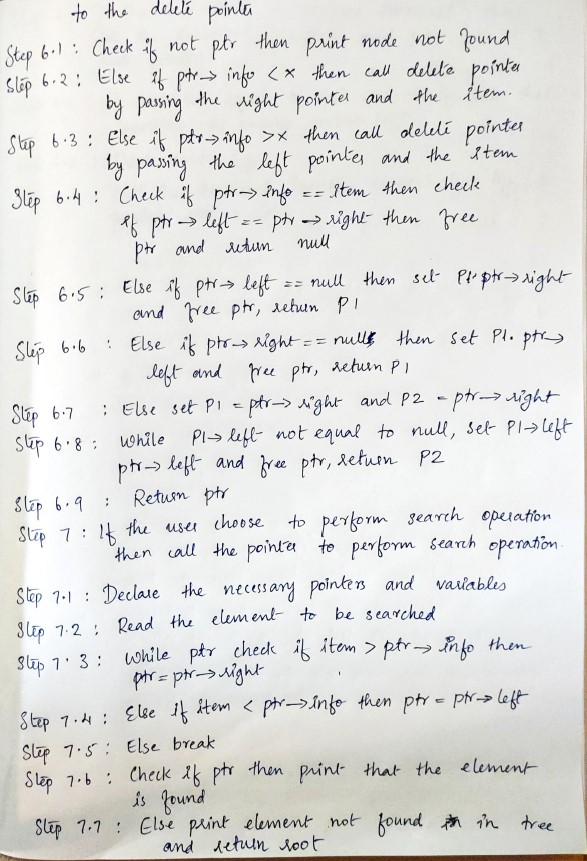 to the delete pointer
Step 6.1 : Check if not ptr then print node not found
Step 6.2 : Else if ptr→ info < x then call delete pointer
by passing the right pointer and the item.
Step 6.3 : Else if ptr→info >x then call delete pointer
by passing the left pointer and the item
Step 6.4 : Check if ptr→info == item then check
if ptr→left == ptr→right then free
ptr and return null
Step 6.5 : Else if ptr→ left == null then set P1. ptr→right
and free ptr, return P1
Step 6.6 : Else if ptr→ right == null then set P1. ptr→
left and free ptr, return P1
Step 6.7 : Else set P1 = ptr→ right and P2 = ptr→ right
Step 6.8 : While P1→ left not equal to null, set P1→left
ptr→ left and free ptr, return P2
Step 6.9 : Return ptr
Step 7 : If the user choose to perform search operation
then call the pointer to perform search operation.
Step 7.1 : Declare the necessary pointers and variables
Step 7.2 : Read the element to be searched
Step 7.3 : While ptr check if item > ptr→ info then
ptr = ptr→ right
Step 7.4 : Else if item < ptr→info then ptr = ptr→left
Step 7.5 : Else break
Step 7.6 : Check if ptr then print that the element
is found
Step 7.7 : Else print element not found in tree
and return root